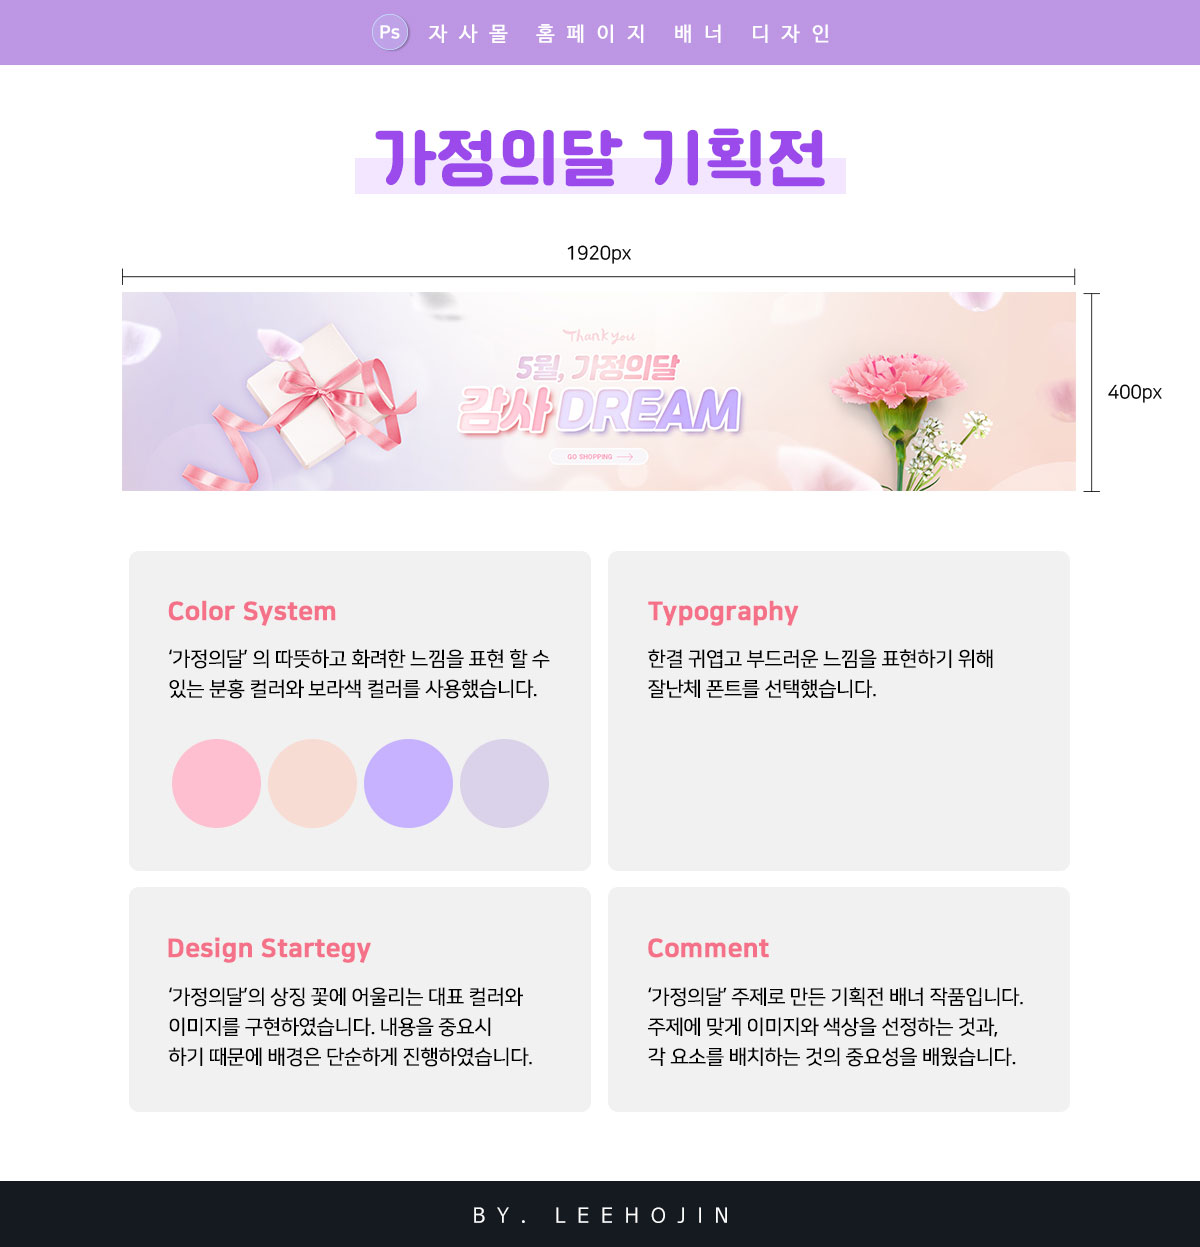 Ps 자사몰 홈페이지 배너 디자인
가정의달 기획전
1920px
Thank you
5월, 가정의달
감사 DREAM
GO SHOPPING
400px
Color System
‘가정의달’ 의 따뜻하고 화려한 느낌을 표현 할 수
있는 분홍 컬러와 보라색 컬러를 사용했습니다.
Typography
한결 귀엽고 부드러운 느낌을 표현하기 위해
잘난체 폰트를 선택했습니다.
Design Startegy
‘가정의달’의 상징 꽃에 어울리는 대표 컬러와
이미지를 구현하였습니다. 내용을 중요시
하기 때문에 배경은 단순하게 진행하였습니다.
Comment
‘가정의달’ 주제로 만든 기획전 배너 작품입니다.
주제에 맞게 이미지와 색상을 선정하는 것과,
각 요소를 배치하는 것의 중요성을 배웠습니다.
BY. LEEHOJIN